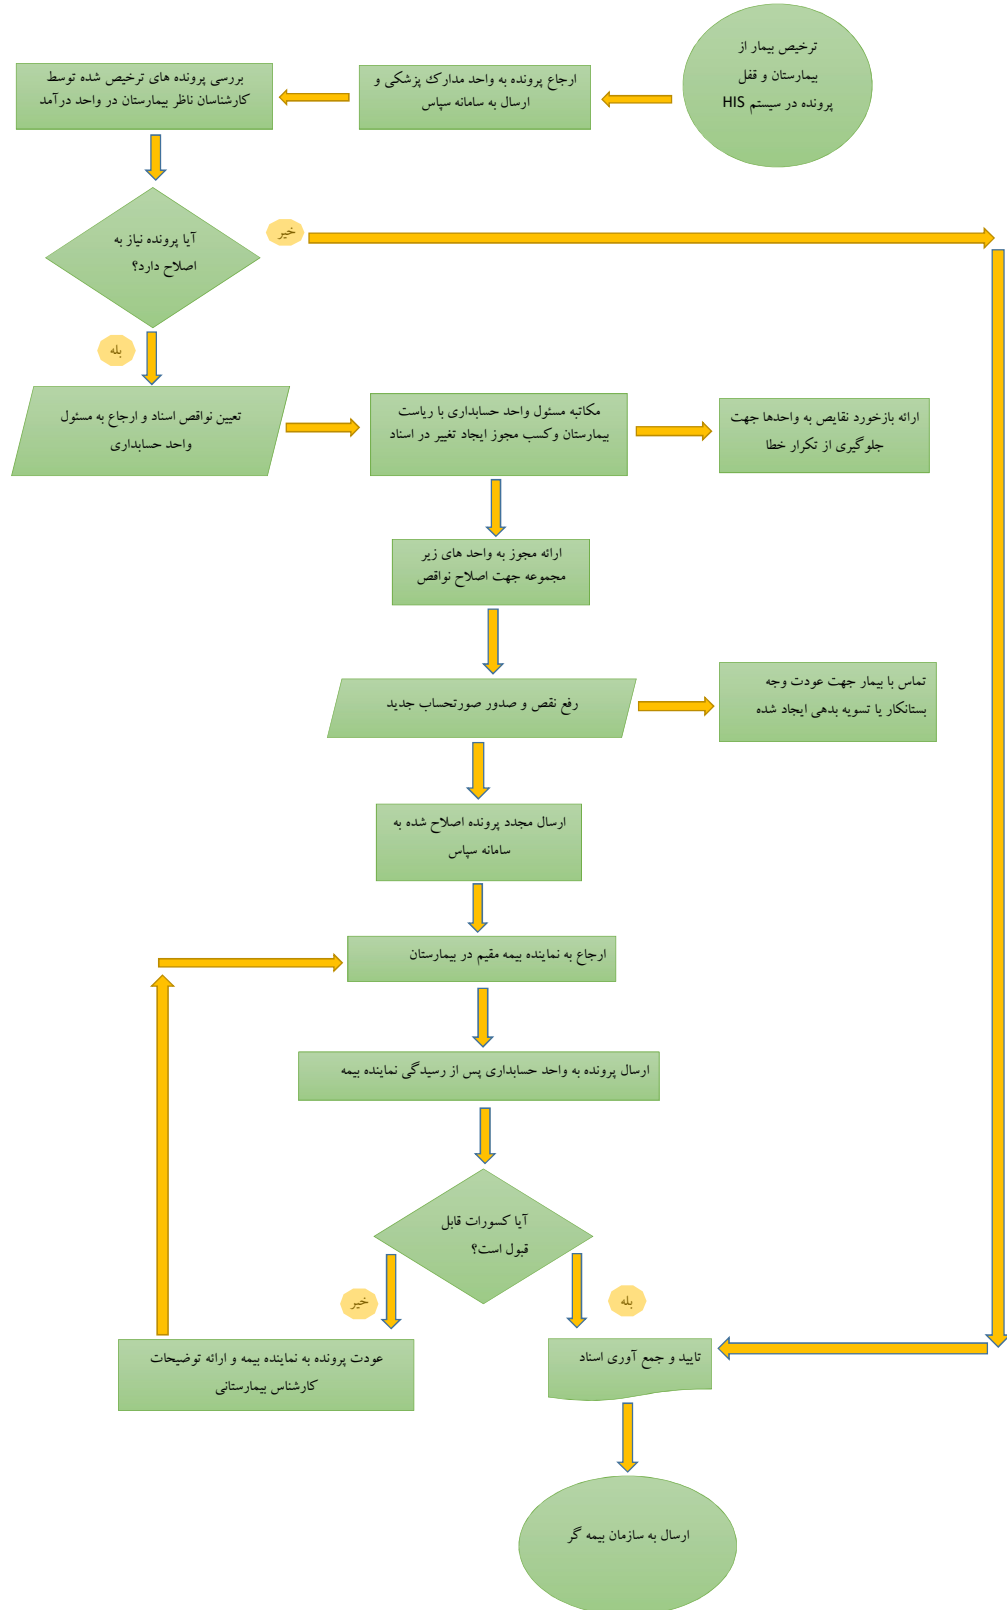 ترخیص بیمار از
بیمارستان و قفل
پرونده در سیستم HIS
ارجاع پرونده به واحد مدارک پزشکی و
ارسال به سامانه سپاس
بررسی پرونده های ترخیص شده توسط
کارشناسان ناظر بیمارستان در واحد درآمد
آیا پرونده نیاز به
اصلاح دارد؟
خیر
بله
تعیین نواقص اسناد و ارجاع به مسئول
واحد حسابداری
مکاتبه مسئول واحد حسابداری با ریاست
بیمارستان وکسب مجوز ایجاد تغییر در اسناد
ارائه بازخورد نقایص به واحدها جهت
جلوگیری از تکرار خطا
ارائه مجوز به واحد های زیر
مجموعه جهت اصلاح نواقص
رفع نقص و صدور صورتحساب جدید
تماس با بیمار جهت عودت وجه
بستانکار یا تسویه بدهی ایجاد شده
ارسال مجدد پرونده اصلاح شده به
سامانه سپاس
ارجاع به نماینده بیمه مقیم در بیمارستان
ارسال پرونده به واحد حسابداری پس از رسیدگی نماینده بیمه
آیا کسورات قابل
قبول است؟
بله
خیر
تایید و جمع آوری اسناد
عودت پرونده به نماینده بیمه و ارائه توضیحات
کارشناس بیمارستانی
ارسال به سازمان بیمه گر